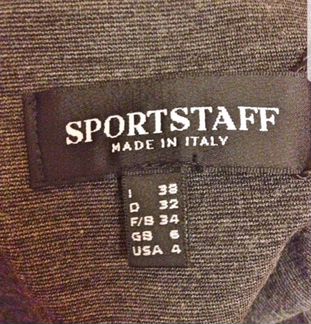 SPORTSTAFF
MADE IN ITALY
I 38
D 32
F/B 34
GB 6
USA 4